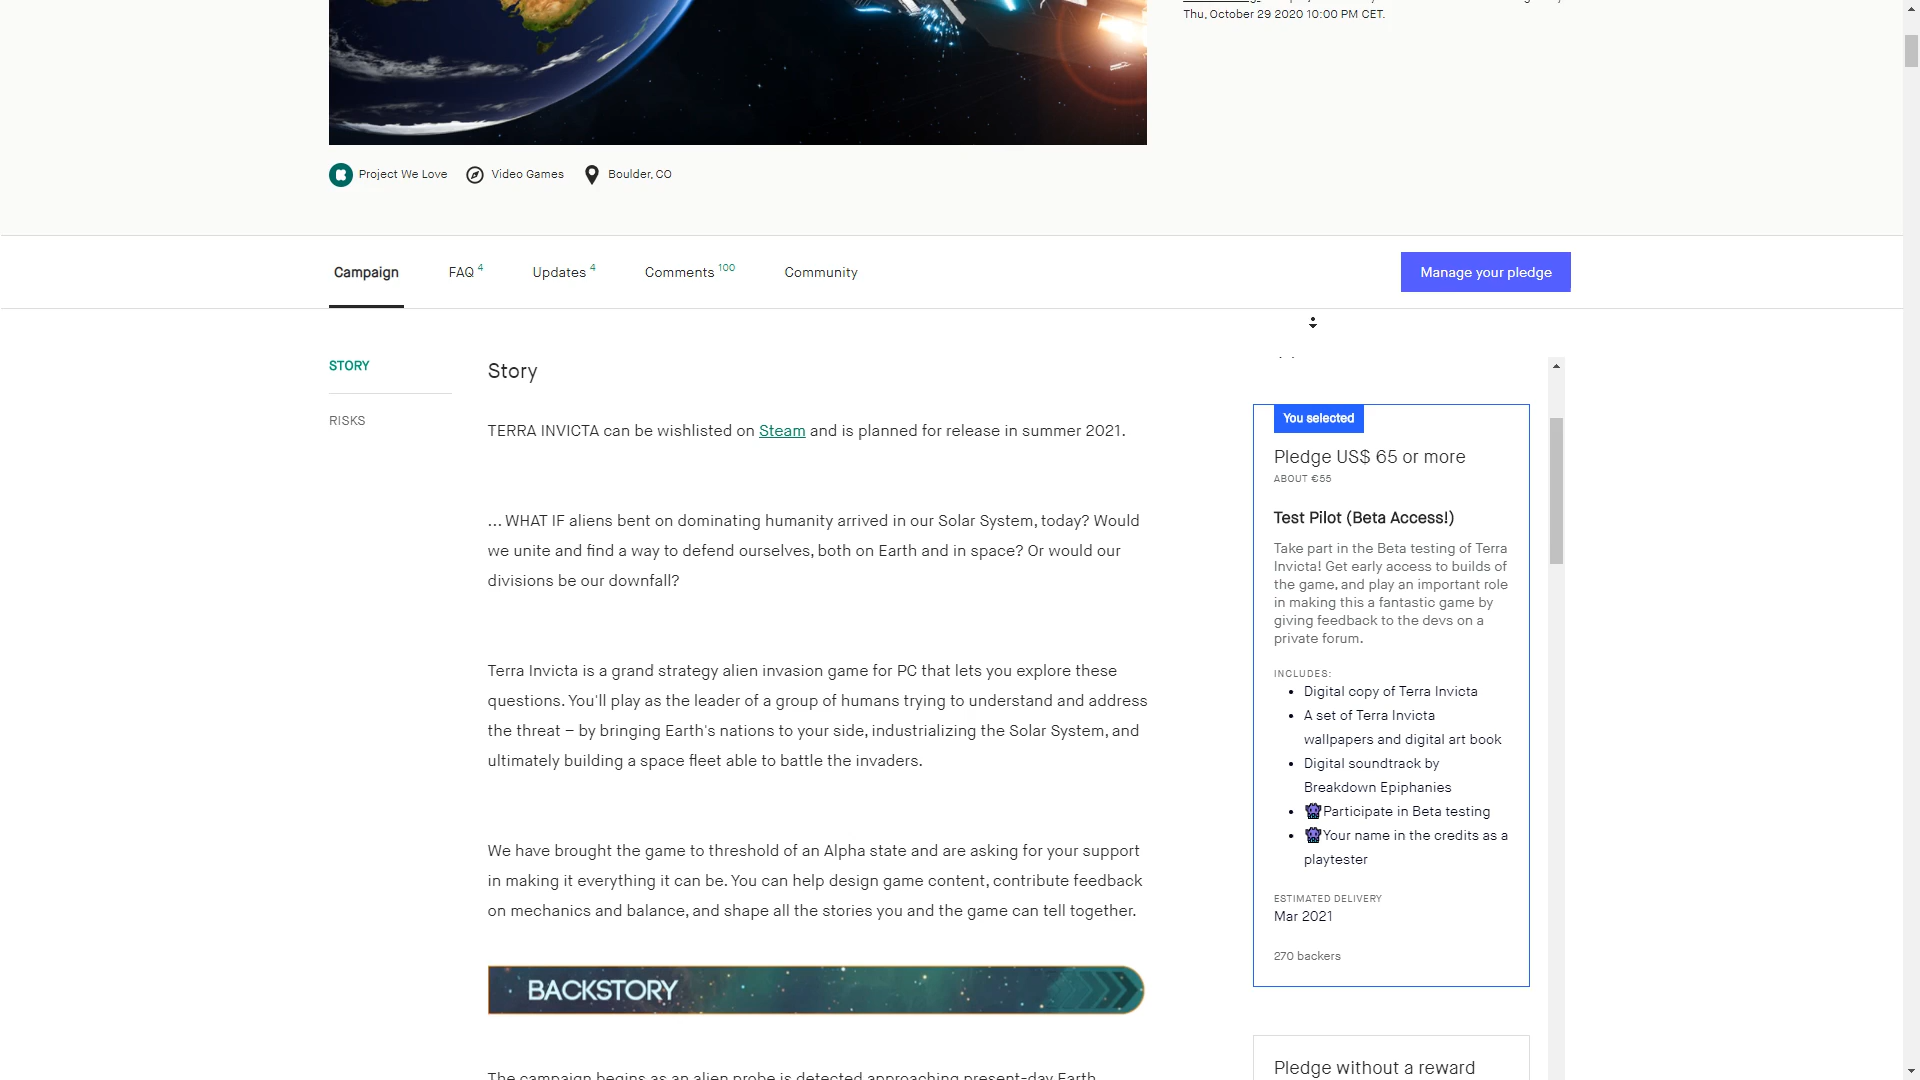 Thu, October 29 2020 10:00 PM CET.
Project We Love
Video Games
Boulder, CO
Campaign
FAQ 4
Updates 4
Comments 100
Community
Manage your pledge
STORY
RISKS
Story
TERRA INVICTA can be wishlisted on Steam and is planned for release in summer 2021.
... WHAT IF aliens bent on dominating humanity arrived in our Solar System, today? Would
we unite and find a way to defend ourselves, both on Earth and in space? Or would our
divisions be our downfall?
Terra Invicta is a grand strategy alien invasion game for PC that lets you explore these
questions. You'll play as the leader of a group of humans trying to understand and address
the threat – by bringing Earth's nations to your side, industrializing the Solar System, and
ultimately building a space fleet able to battle the invaders.
We have brought the game to threshold of an Alpha state and are asking for your support
in making it everything it can be. You can help design game content, contribute feedback
on mechanics and balance, and shape all the stories you and the game can tell together.
BACKSTORY
The campaign begins as an alien probe is detected approaching present-day Earth.
You selected
Pledge US$ 65 or more
ABOUT €55
Test Pilot (Beta Access!)
Take part in the Beta testing of Terra
Invicta! Get early access to builds of
the game, and play an important role
in making this a fantastic game by
giving feedback to the devs on a
private forum.
INCLUDES:
Digital copy of Terra Invicta
A set of Terra Invicta
wallpapers and digital art book
Digital soundtrack by
Breakdown Epiphanies
👾Participate in Beta testing
👾Your name in the credits as a
playtester
ESTIMATED DELIVERY
Mar 2021
270 backers
Pledge without a reward